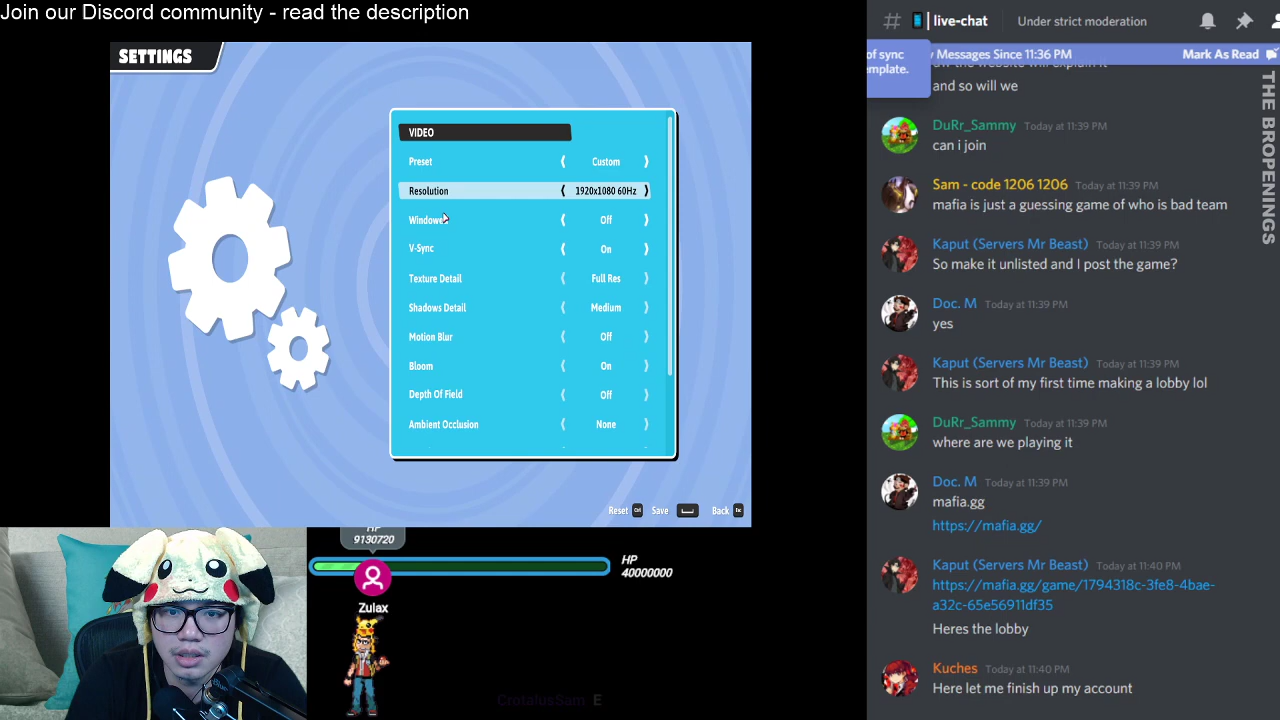 Join our Discord community - read the description
SETTINGS
VIDEO
Preset
Custom
Resolution
1920x1080 60Hz
Windowed
Off
V-Sync
On
Texture Detail
Full Res
Shadows Detail
Medium
Motion Blur
Off
Bloom
On
Depth Of Field
Off
Ambient Occlusion
None
Reset
Save
Back
HP
9130720
HP
40000000
Zulax
CrotalusSam E
# | live-chat
Under strict moderation
of sync
emplate.
Messages Since 11:36 PM
Mark As Read
and so will we
DuRr_Sammy Today at 11:39 PM
can i join
Sam - code 1206 1206 Today at 11:39 PM
mafia is just a guessing game of who is bad team
Kaput (Servers Mr Beast) Today at 11:39 PM
So make it unlisted and I post the game?
Doc. M Today at 11:39 PM
yes
Kaput (Servers Mr Beast) Today at 11:39 PM
This is sort of my first time making a lobby lol
DuRr_Sammy Today at 11:39 PM
where are we playing it
Doc. M Today at 11:39 PM
mafia.gg
https://mafia.gg/
Kaput (Servers Mr Beast) Today at 11:40 PM
https://mafia.gg/game/1794318c-3fe8-4bae-
a32c-65e56911df35
Heres the lobby
Kuches Today at 11:40 PM
Here let me finish up my account
THE BROPENINGS